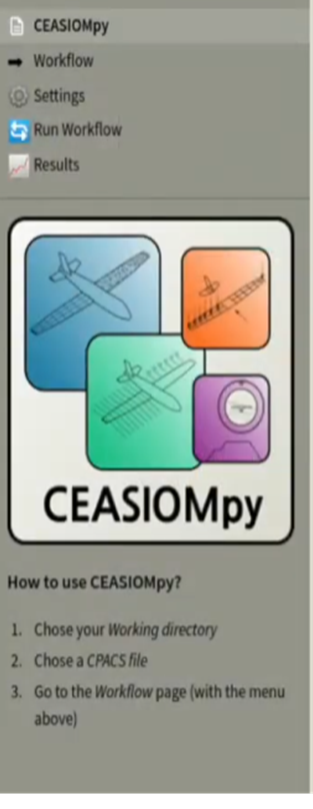 CEASIOMpy
Workflow
Settings
Run Workflow
Results
CEASIOMpy
How to use CEASIOMpy?
1. Chose your Working directory
2. Chose a CPACS file
3. Go to the Workflow page (with the menu
above)